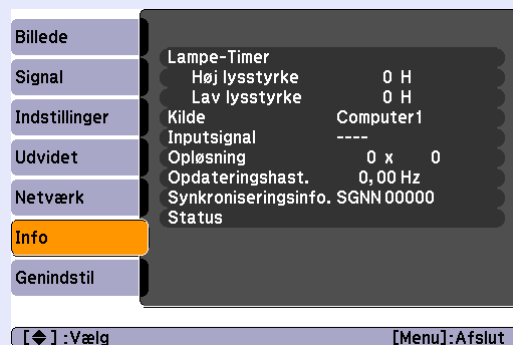 Billede
Signal
Indstillinger
Udvidet
Netværk
Info
Genindstil
Lampe-Timer
Høj lysstyrke 0 H
Lav lysstyrke 0 H
Kilde Computer1
Inputsignal ----
Opløsning 0 x 0
Opdateringshast. 0,00 Hz
Synkroniseringsinfo. SGNN 00000
Status
[◆] :Vælg [Menu]:Afslut